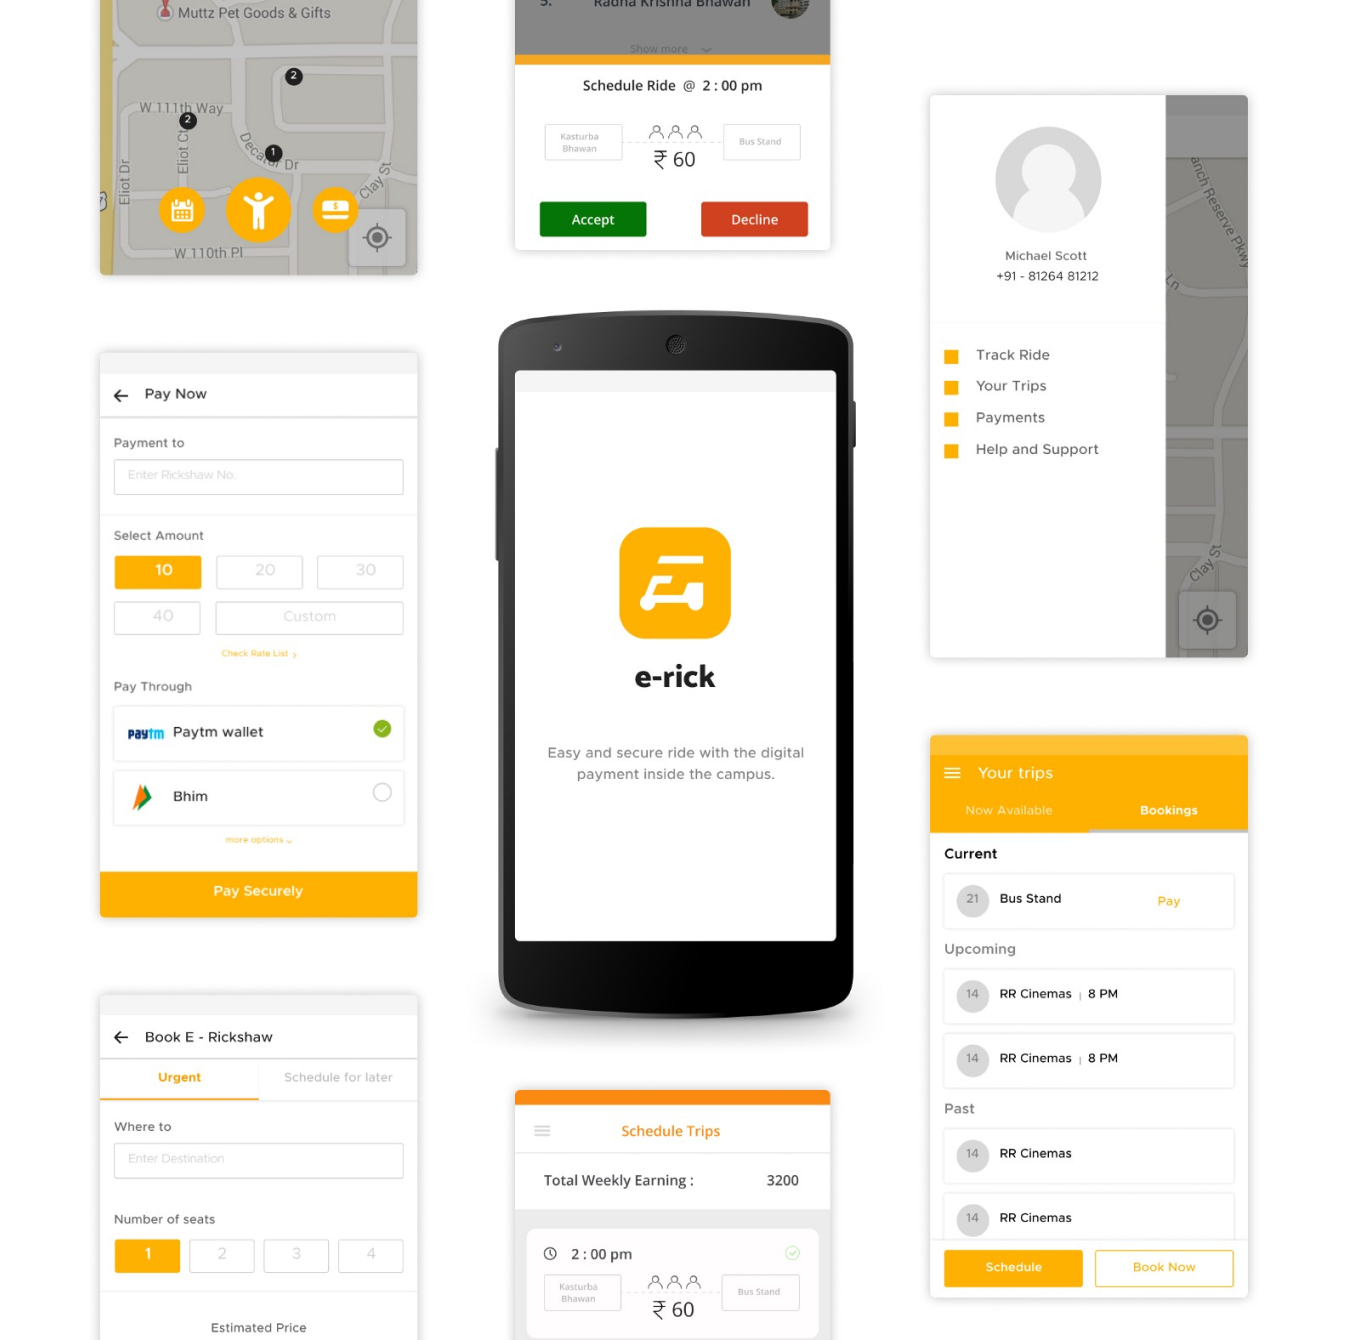 Muttz Pet Goods & Gifts
2
W 111th Way
2
Eliot Ct
Decatur Dr
1
Eliot Dr
Clay St
W 110th Pl
5. Radha Krishna Bhawan
Show more
Schedule Ride @ 2 : 00 pm
Kasturba
Bhawan
Bus Stand
₹ 60
Accept
Decline
Michael Scott
+91 - 81264 81212
Track Ride
Your Trips
Payments
Help and Support
anch Reserve Pkwy
Ln
Clay St
Pay Now
Payment to
Enter Rickshaw No.
Select Amount
10
20
30
40
Custom
Check Rate List >
Pay Through
paytm Paytm wallet
Bhim
more options
Pay Securely
e-rick
Easy and secure ride with the digital
payment inside the campus.
Your trips
Now Available
Bookings
Current
21 Bus Stand Pay
Upcoming
14 RR Cinemas | 8 PM
14 RR Cinemas | 8 PM
Past
14 RR Cinemas
14 RR Cinemas
Schedule
Book Now
Book E - Rickshaw
Urgent
Schedule for later
Where to
Enter Destination
Number of seats
1
2
3
4
Estimated Price
Schedule Trips
Total Weekly Earning : 3200
2 : 00 pm
Kasturba
Bhawan
Bus Stand
₹ 60